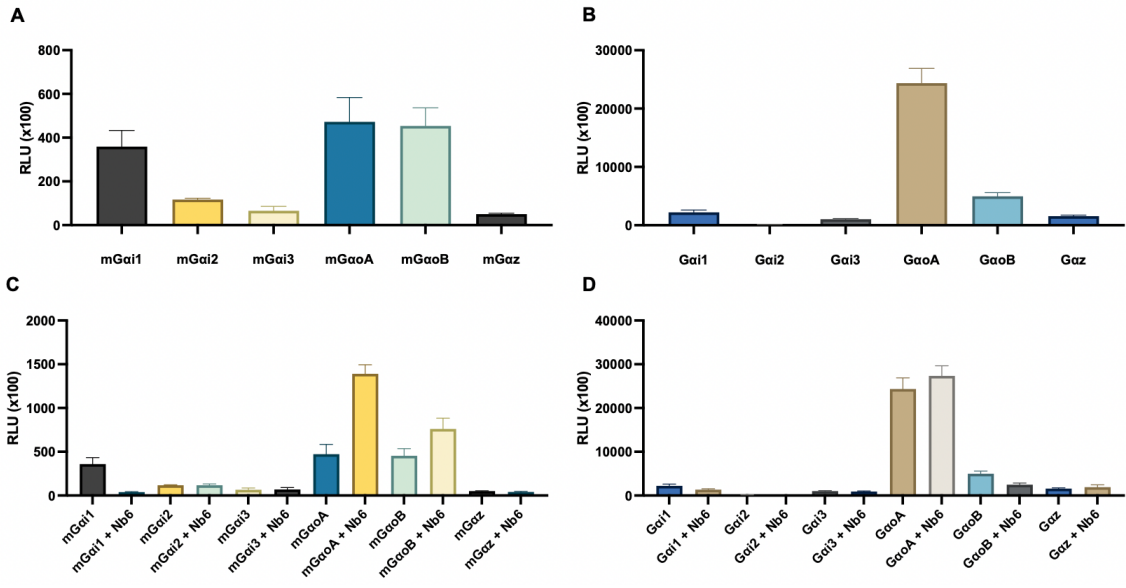 A
800
600
400
200
0
RLU (x100)
mGαi1 mGαi2 mGαi3 mGαoA mGαoB mGαz
B
30000
20000
10000
0
RLU (x100)
Gαi1 Gαi2 Gαi3 GαoA GαoB Gαz
C
2000
1500
1000
500
0
RLU (x100)
mGαi1
mGαi1 + Nb6
mGαi2
mGαi2 + Nb6
mGαi3
mGαi3 + Nb6
mGαoA
mGαoA + Nb6
mGαoB
mGαoB + Nb6
mGαz
mGαz + Nb6
D
40000
30000
20000
10000
0
RLU (x100)
Gαi1
Gαi1 + Nb6
Gαi2
Gαi2 + Nb6
Gαi3
Gαi3 + Nb6
GαoA
GαoA + Nb6
GαoB
GαoB + Nb6
Gαz
Gαz + Nb6